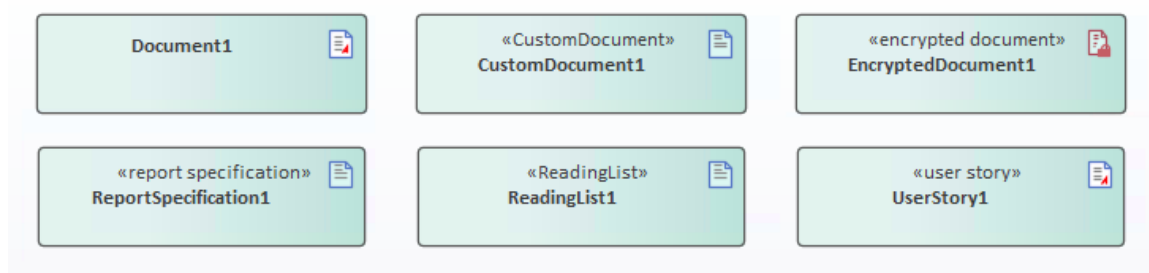 Document1
«CustomDocument»
CustomDocument1
«encrypted document»
EncryptedDocument1
«report specification»
ReportSpecification1
«ReadingList»
ReadingList1
«user story»
UserStory1